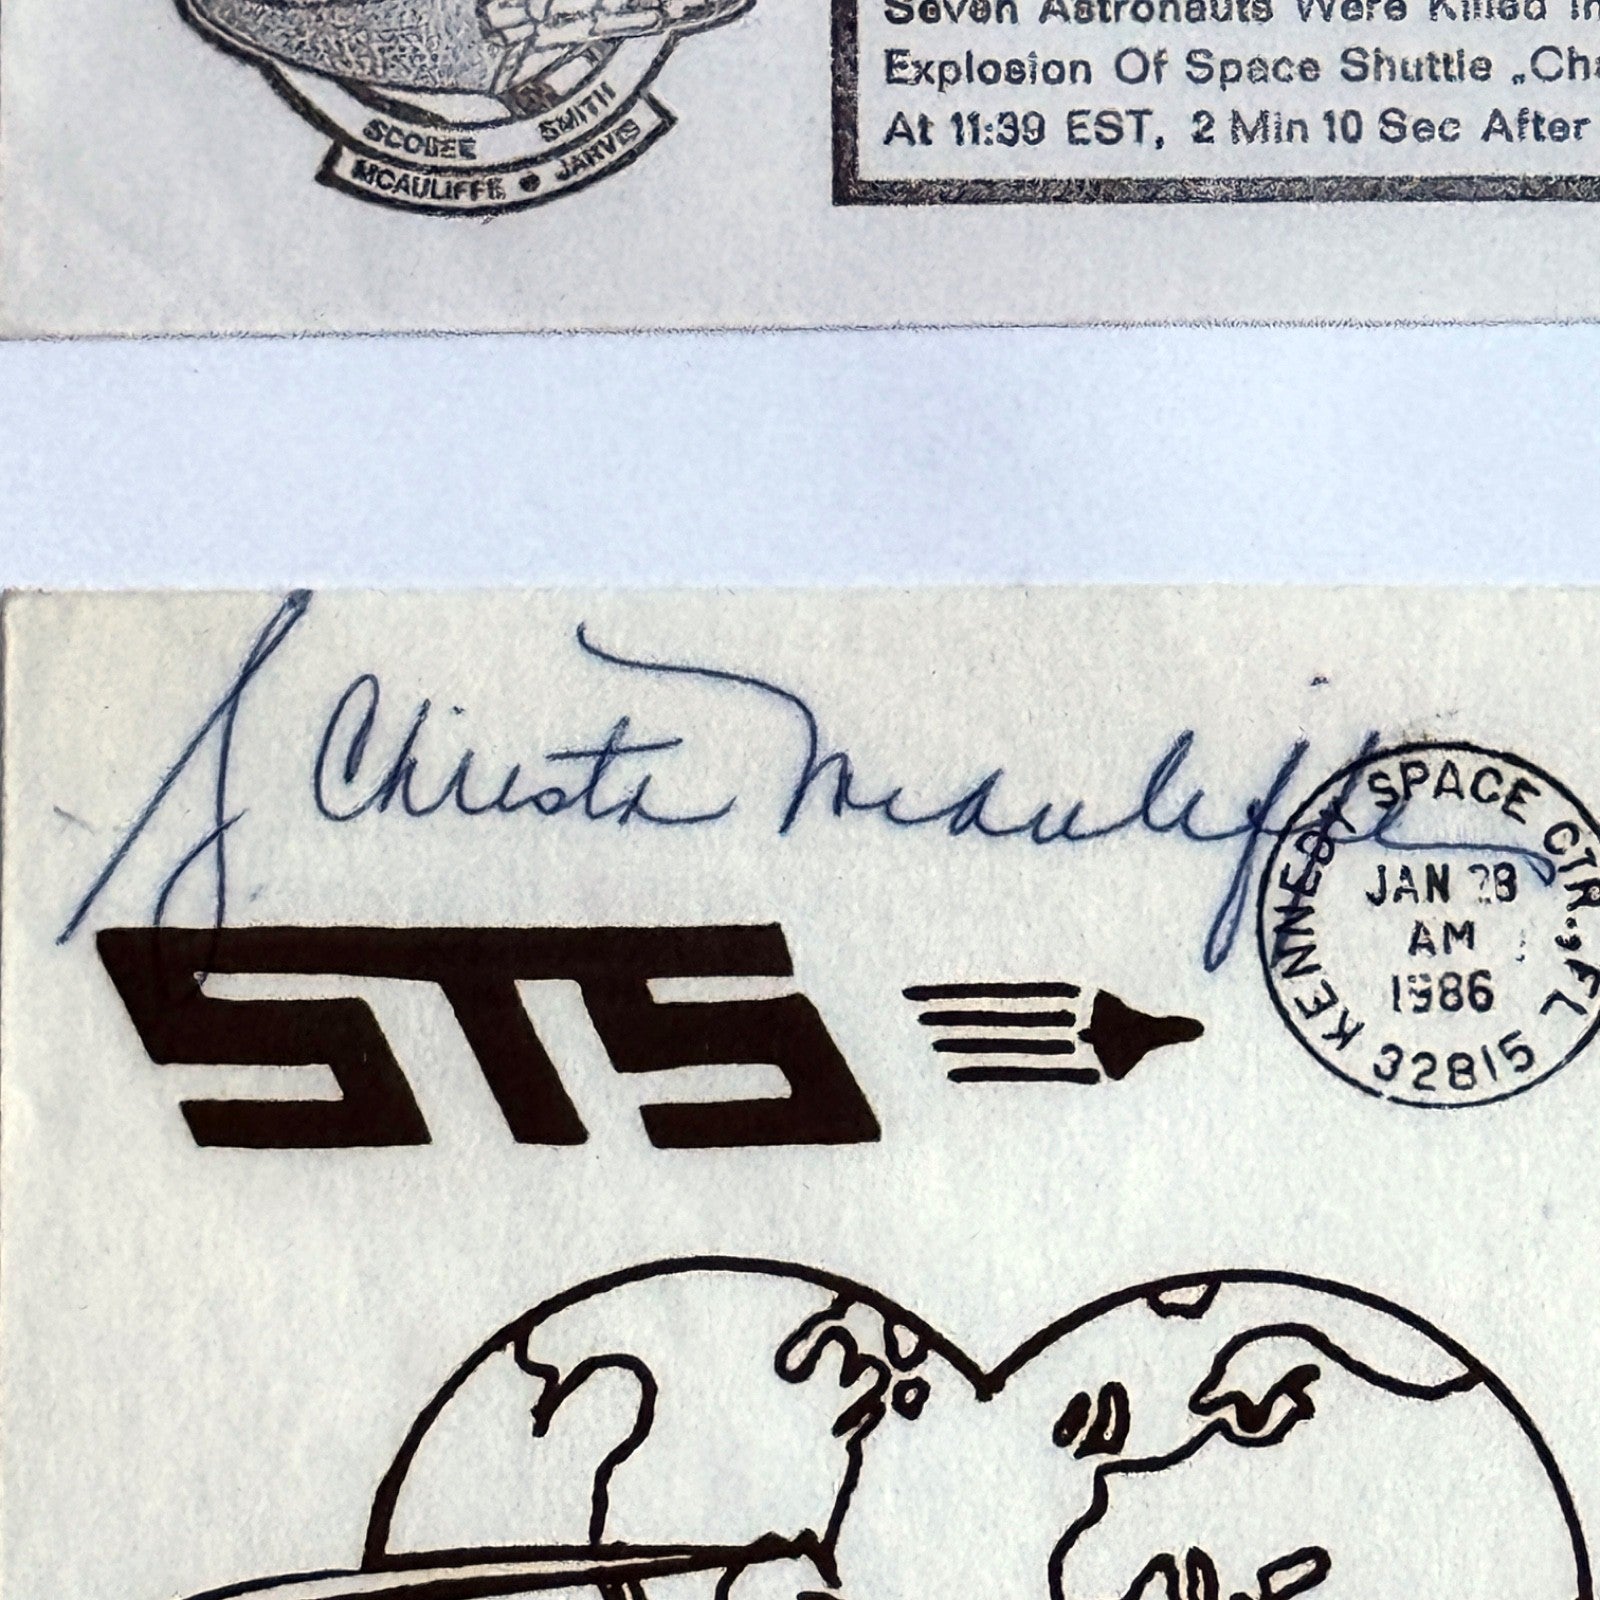 Seven Astronauts Were Killed In
Explosion Of Space Shuttle „Cha
At 11:39 EST, 2 Min 10 Sec After
SCOBEE SMITH
MCAULIFFE • JARVIS
S Christa McAuliffe
STS
KENNEDY SPACE CTR., FL
JAN 28
AM
1986
32815